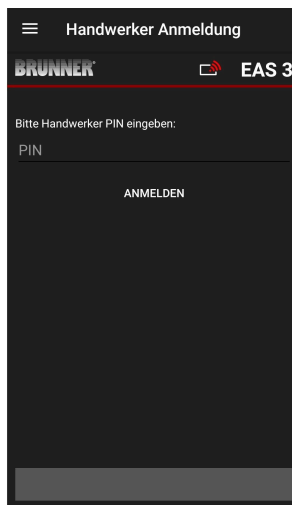 Handwerker Anmeldung
BRUNNER® EAS 3
Bitte Handwerker PIN eingeben:
PIN
ANMELDEN